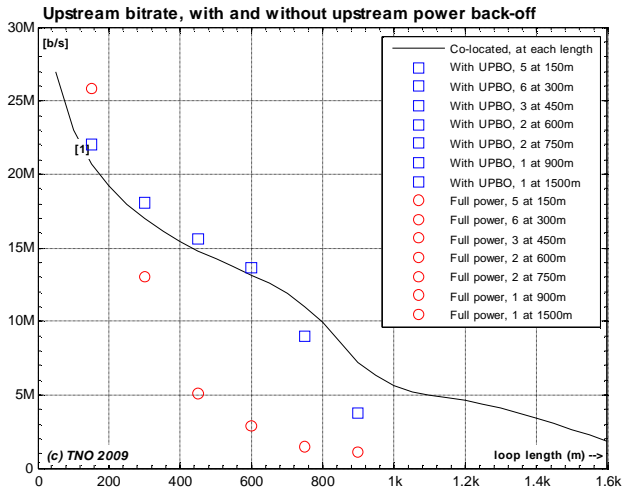 Upstream bitrate, with and without upstream power back-off
30M
[b/s]
25M
20M
15M
10M
5M
0
[1]
Co-located, at each length
With UPBO, 5 at 150m
With UPBO, 6 at 300m
With UPBO, 3 at 450m
With UPBO, 2 at 600m
With UPBO, 2 at 750m
With UPBO, 1 at 900m
With UPBO, 1 at 1500m
Full power, 5 at 150m
Full power, 6 at 300m
Full power, 3 at 450m
Full power, 2 at 600m
Full power, 2 at 750m
Full power, 1 at 900m
Full power, 1 at 1500m
(c) TNO 2009
loop length (m) -->
0 200 400 600 800 1k 1.2k 1.4k 1.6k